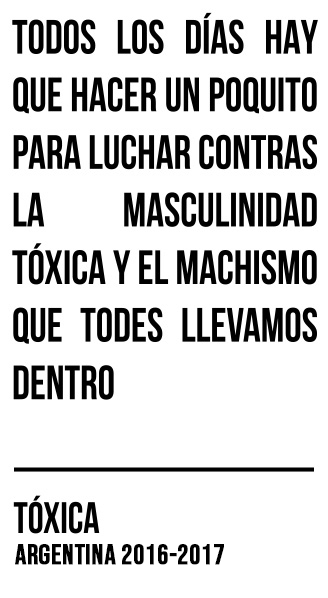 TODOS LOS DÍAS HAY
QUE HACER UN POQUITO
PARA LUCHAR CONTRAS
LA MASCULINIDAD
TÓXICA Y EL MACHISMO
QUE TODES LLEVAMOS
DENTRO
TÓXICA
ARGENTINA 2016-2017